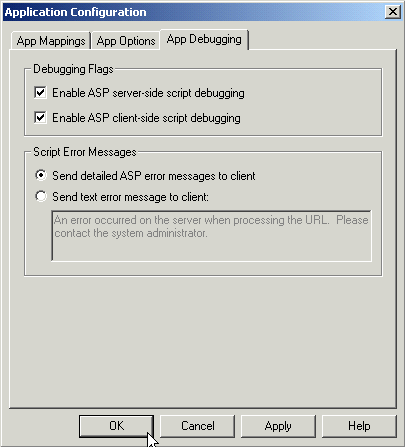 Application Configuration
App Mappings App Options App Debugging
Debugging Flags
Enable ASP server-side script debugging
Enable ASP client-side script debugging
Script Error Messages
Send detailed ASP error messages to client
Send text error message to client:
An error occurred on the server when processing the URL. Please
contact the system administrator.
OK Cancel Apply Help